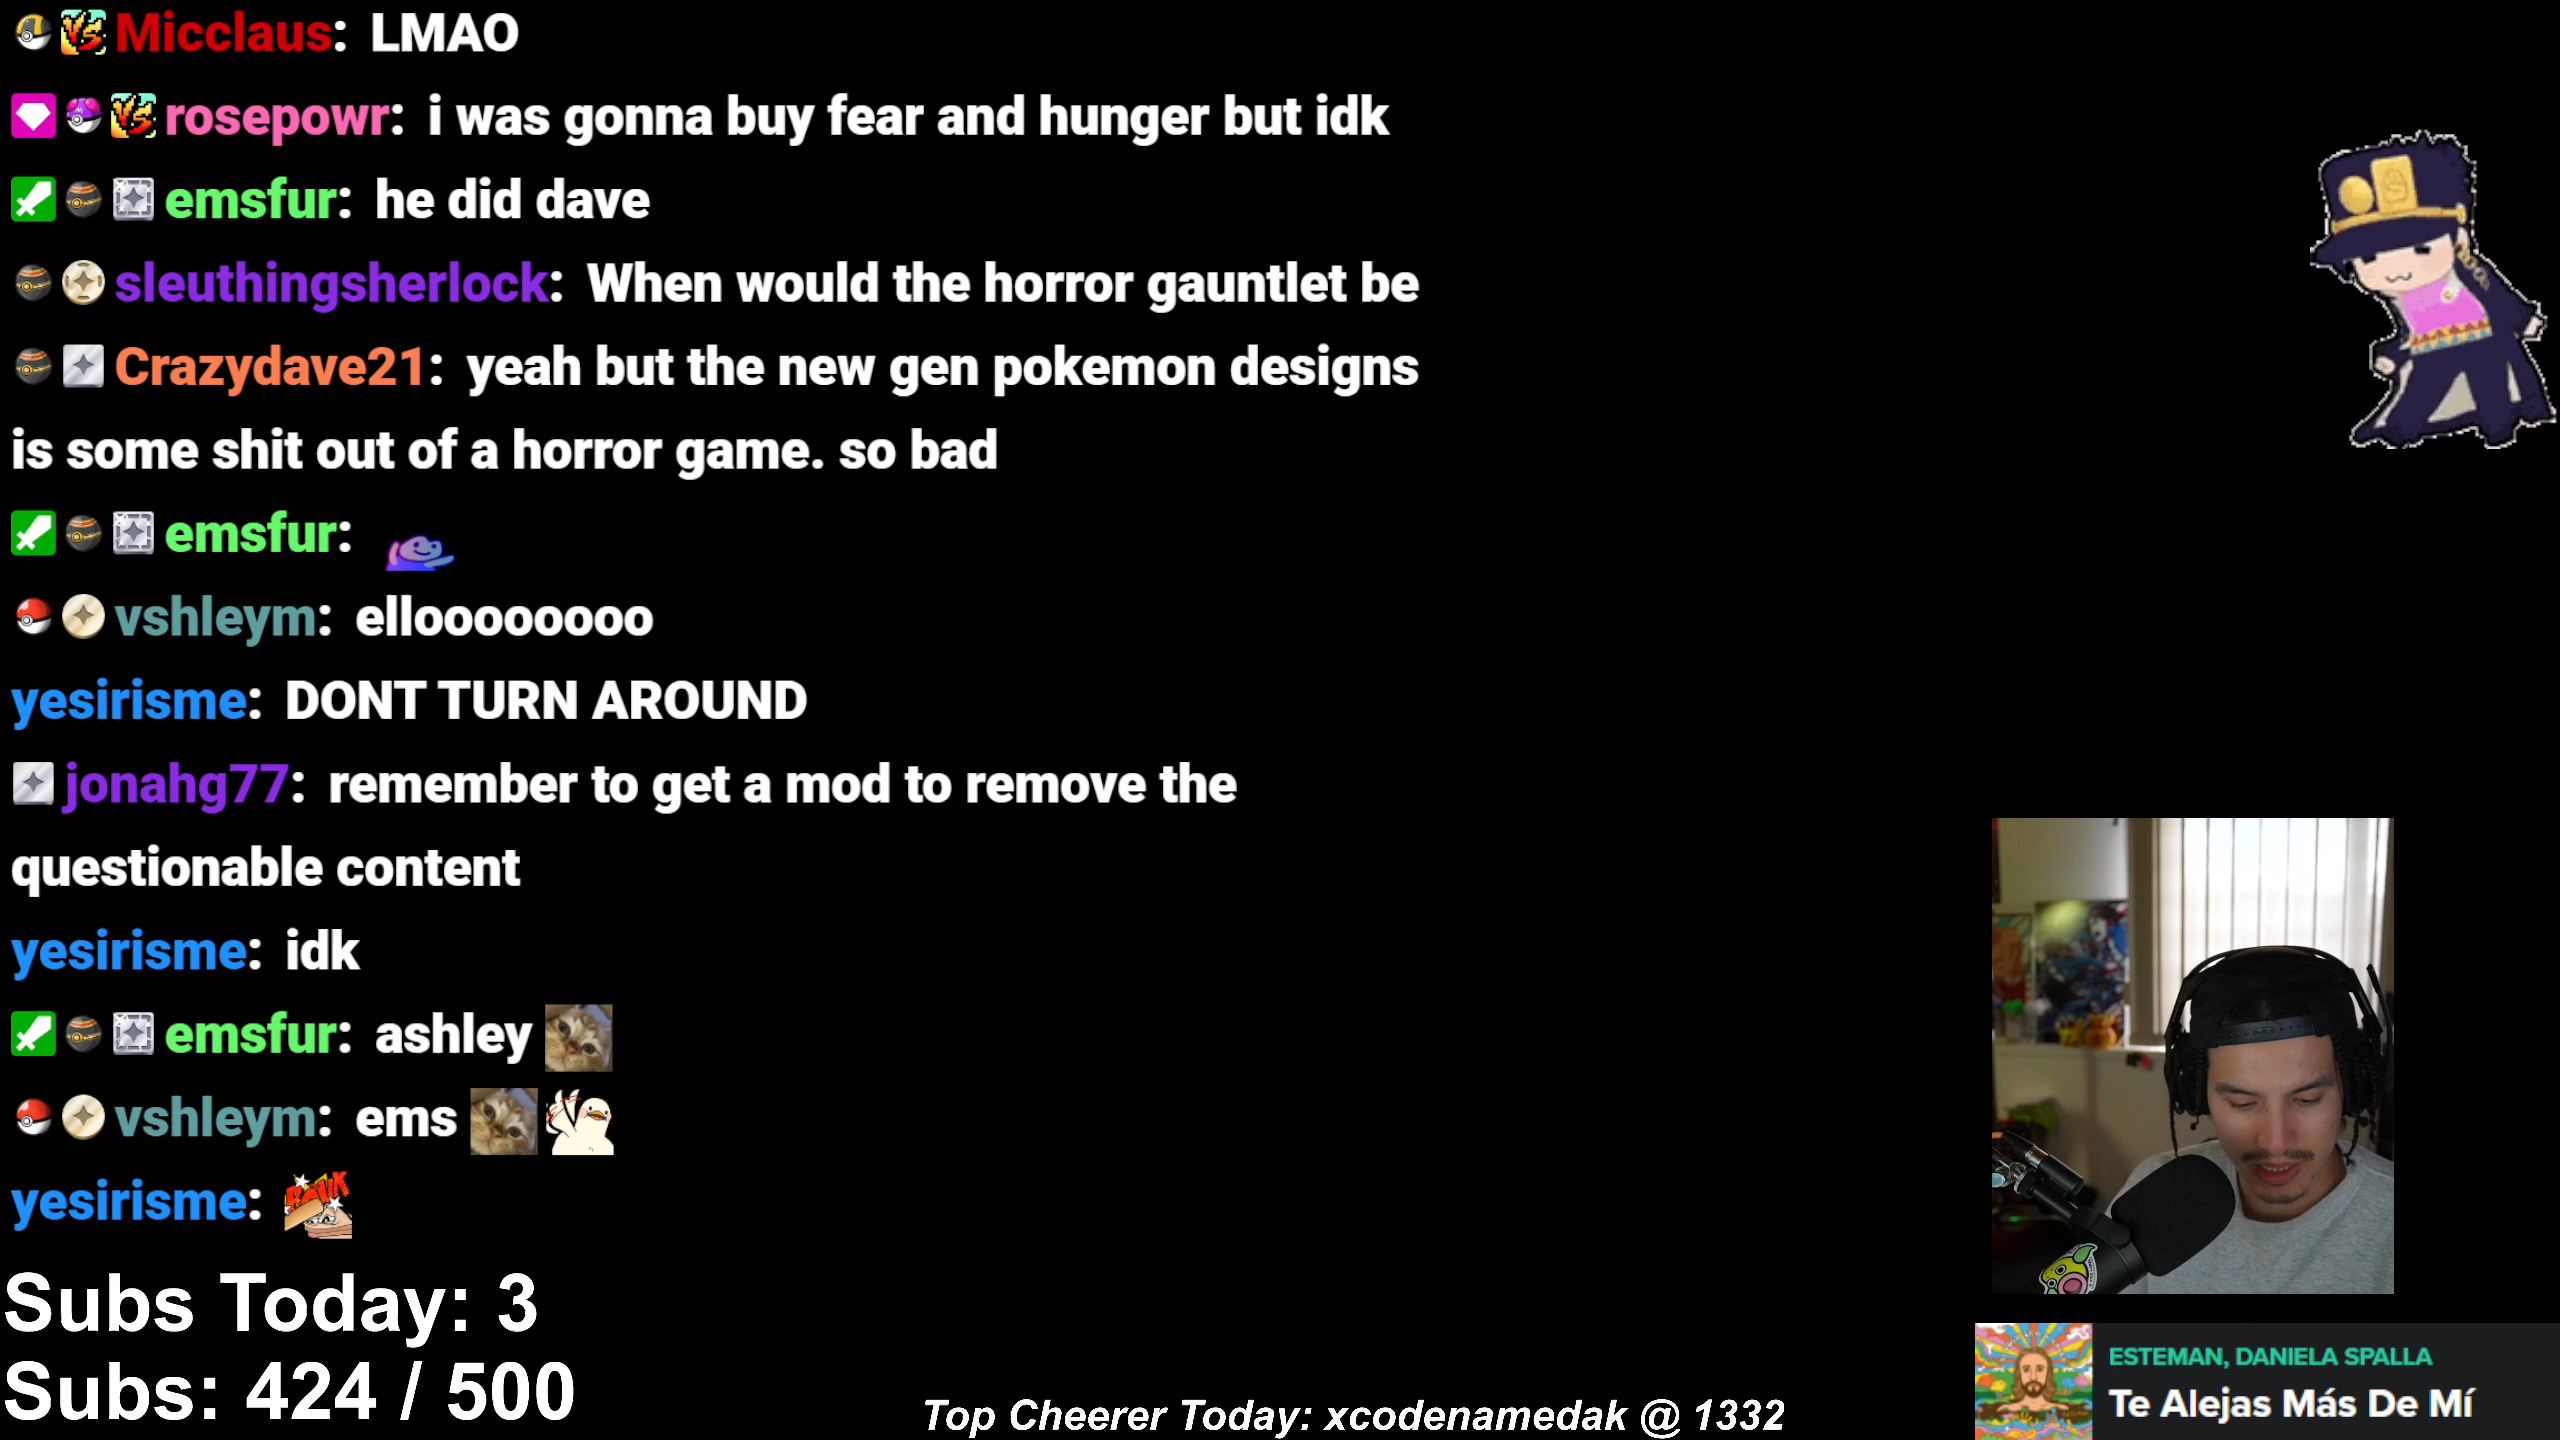 Micclaus: LMAO
rosepowr: i was gonna buy fear and hunger but idk
emsfur: he did dave
sleuthingsherlock: When would the horror gauntlet be
Crazydave21: yeah but the new gen pokemon designs
is some shit out of a horror game. so bad
emsfur:
vshleym: elloooooooo
yesirisme: DONT TURN AROUND
jonahg77: remember to get a mod to remove the
questionable content
yesirisme: idk
emsfur: ashley
vshleym: ems
yesirisme: BONK
Subs Today: 3
Subs: 424 / 500
Top Cheerer Today: xcodenamedak @ 1332
ESTEMAN, DANIELA SPALLA
Te Alejas Más De Mí